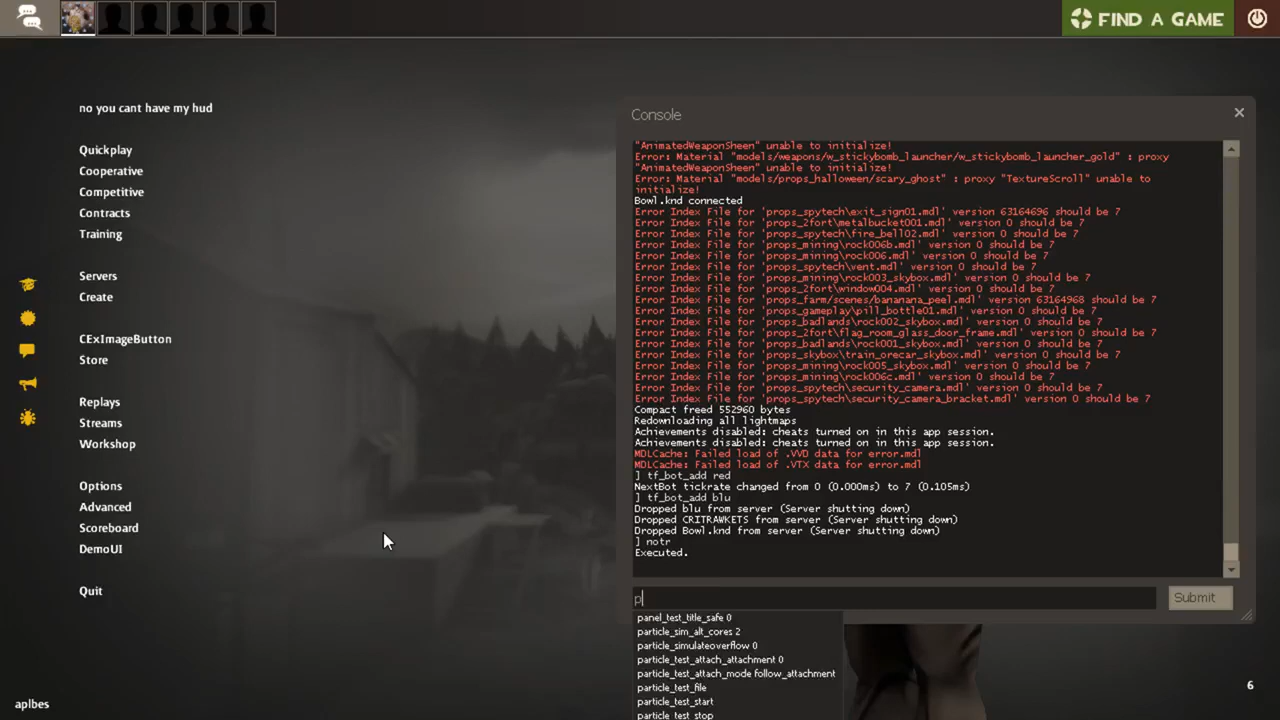 FIND A GAME
no you cant have my hud
Quickplay
Cooperative
Competitive
Contracts
Training
Servers
Create
CExImageButton
Store
Replays
Streams
Workshop
Options
Advanced
Scoreboard
DemoUI
Quit
aplbes
Console
"AnimatedWeaponSheen" unable to initialize!
Error: Material "models/weapons/w_stickybomb_launcher/w_stickybomb_launcher_gold" : proxy
"AnimatedWeaponSheen" unable to initialize!
Error: Material "models/props_halloween/scary_ghost" : proxy "TextureScroll" unable to
initialize!
Bowl.knd connected
Error Index File for 'props_spytech\exit_sign01.mdl' version 63164696 should be 7
Error Index File for 'props_2fort\metalbucket001.mdl' version 0 should be 7
Error Index File for 'props_spytech\fire_bell02.mdl' version 0 should be 7
Error Index File for 'props_mining\rock006b.mdl' version 0 should be 7
Error Index File for 'props_mining\rock006.mdl' version 0 should be 7
Error Index File for 'props_spytech\vent.mdl' version 0 should be 7
Error Index File for 'props_mining\rock003_skybox.mdl' version 0 should be 7
Error Index File for 'props_2fort\window004.mdl' version 0 should be 7
Error Index File for 'props_farm/scenes/bananana_peel.mdl' version 63164968 should be 7
Error Index File for 'props_gameplay\pill_bottle01.mdl' version 0 should be 7
Error Index File for 'props_badlands\rock002_skybox.mdl' version 0 should be 7
Error Index File for 'props_2fort\flag_room_glass_door_frame.mdl' version 0 should be 7
Error Index File for 'props_badlands\rock001_skybox.mdl' version 0 should be 7
Error Index File for 'props_skybox\train_orecar_skybox.mdl' version 0 should be 7
Error Index File for 'props_mining\rock005_skybox.mdl' version 0 should be 7
Error Index File for 'props_mining\rock006c.mdl' version 0 should be 7
Error Index File for 'props_spytech\security_camera.mdl' version 0 should be 7
Error Index File for 'props_spytech\security_camera_bracket.mdl' version 0 should be 7
Compact freed 552960 bytes
Redownloading all lightmaps
Achievements disabled: cheats turned on in this app session.
Achievements disabled: cheats turned on in this app session.
MDLCache: Failed load of .VVD data for error.mdl
MDLCache: Failed load of .VTX data for error.mdl
] tf_bot_add red
NextBot tickrate changed from 0 (0.000ms) to 7 (0.105ms)
] tf_bot_add blu
Dropped blu from server (Server shutting down)
Dropped CRITRAWKETS from server (Server shutting down)
Dropped Bowl.knd from server (Server shutting down)
] notr
Executed.
p
Submit
panel_test_title_safe 0
particle_sim_alt_cores 2
particle_simulateoverflow 0
particle_test_attach_attachment 0
particle_test_attach_mode follow_attachment
particle_test_file
particle_test_start
particle_test_stop
6